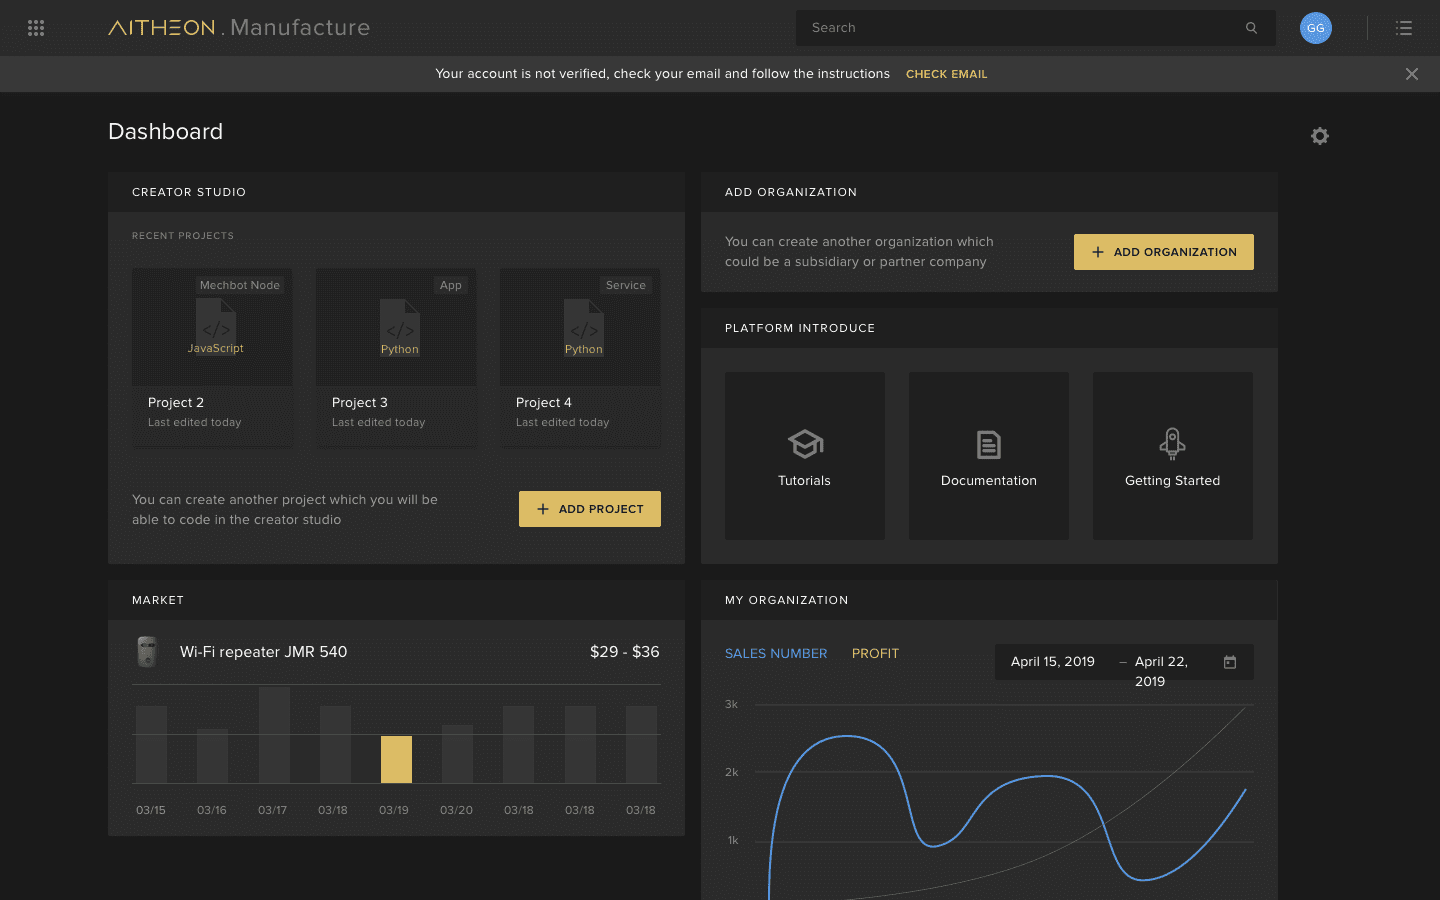 AITHEON . Manufacture
Search
GG
Your account is not verified, check your email and follow the instructions CHECK EMAIL
Dashboard
CREATOR STUDIO
RECENT PROJECTS
Mechbot Node
</>
JavaScript
Project 2
Last edited today
App
</>
Python
Project 3
Last edited today
Service
</>
Python
Project 4
Last edited today
You can create another project which you will be
able to code in the creator studio
+ ADD PROJECT
ADD ORGANIZATION
You can create another organization which
could be a subsidiary or partner company
+ ADD ORGANIZATION
PLATFORM INTRODUCE
Tutorials
Documentation
Getting Started
MARKET
Wi-Fi repeater JMR 540
$29 - $36
03/15 03/16 03/17 03/18 03/19 03/20 03/18 03/18 03/18
MY ORGANIZATION
SALES NUMBER PROFIT
April 15, 2019 – April 22,
2019
3k
2k
1k